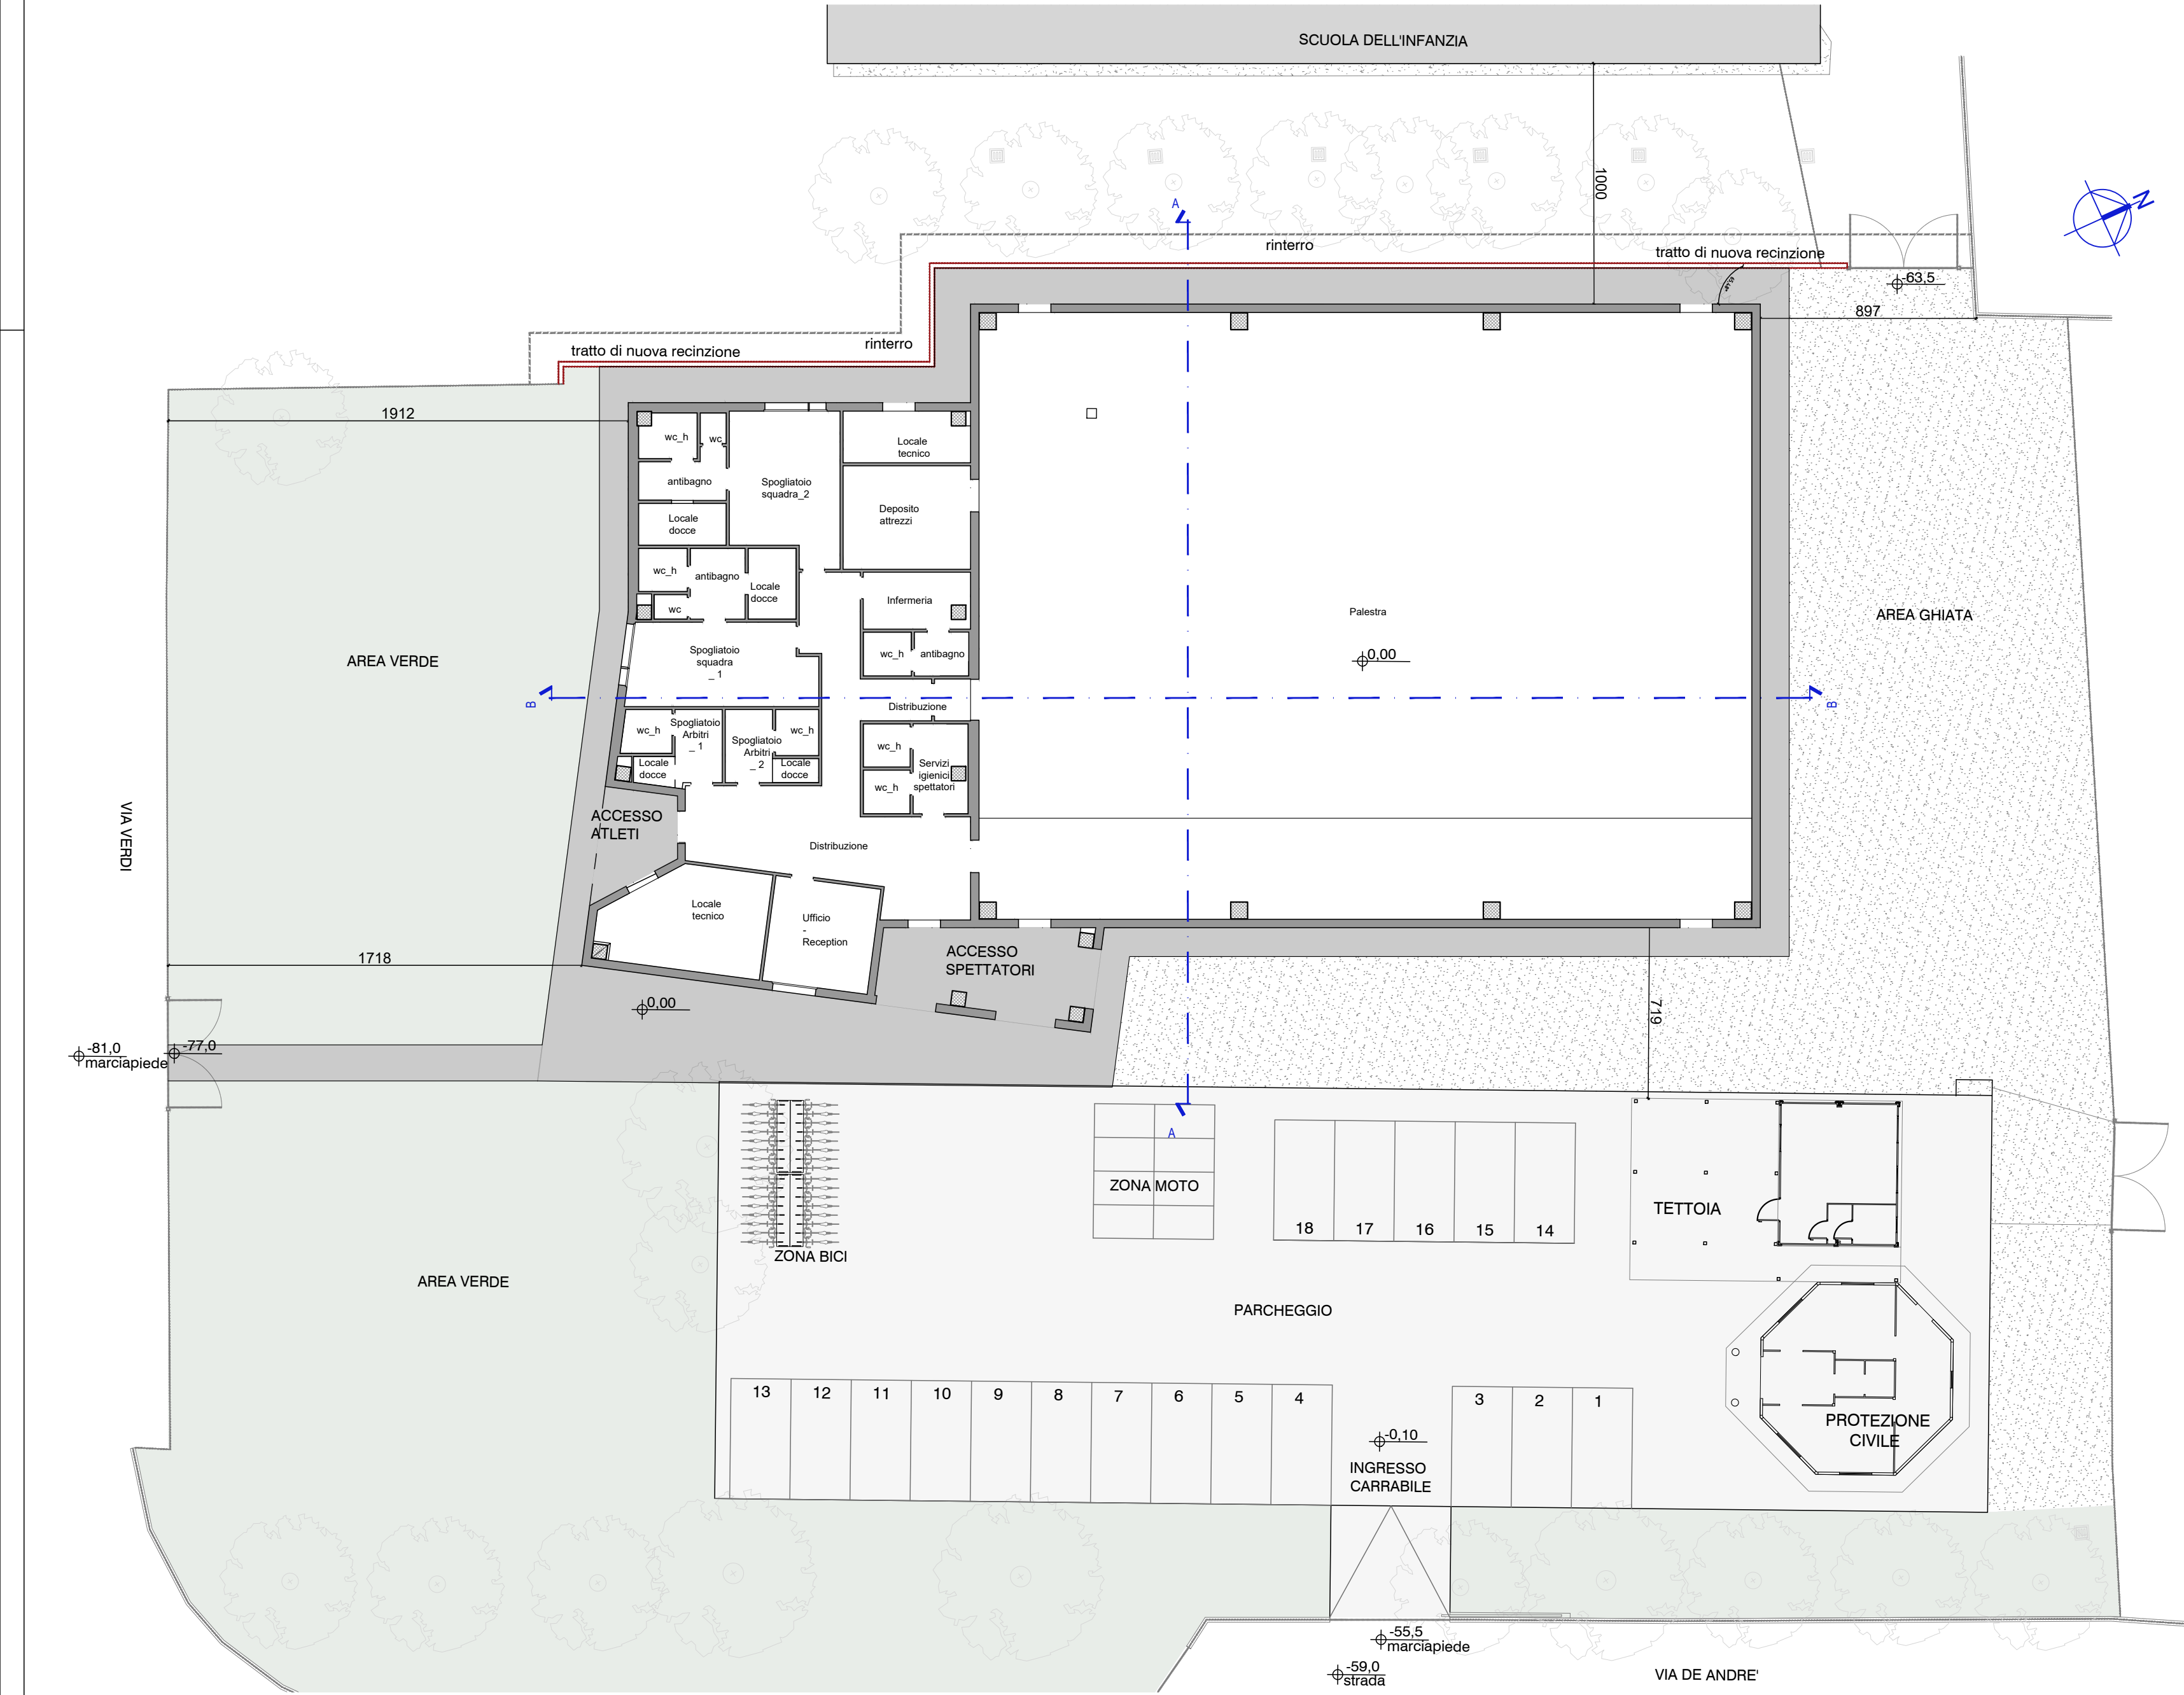 SCUOLA DELL'INFANZIA
1000
A
N
rinterro
tratto di nuova recinzione
-63,5
897
rinterro
tratto di nuova recinzione
1912
wc_h
wc
Locale
tecnico
antibagno
Spogliatoio
squadra_2
Locale
docce
Deposito
attrezzi
wc_h
antibagno
Locale
docce
wc
Infermeria
Palestra
AREA GHIAIA
wc_h
antibagno
0,00
AREA VERDE
Spogliatoio
squadra
_ 1
B
B
Distribuzione
wc_h
Spogliatoio
Arbitri
_ 1
Spogliatoio
Arbitri
_ 2
wc_h
wc_h
Locale
docce
Locale
docce
Servizi
igienici
spettatori
wc_h
VIA VERDI
ACCESSO
ATLETI
Distribuzione
Locale
tecnico
Ufficio
-
Reception
ACCESSO
SPETTATORI
1718
0,00
719
-81,0
marciapiede
-77,0
A
ZONA MOTO
18
17
16
15
14
TETTOIA
ZONA BICI
AREA VERDE
PARCHEGGIO
13
12
11
10
9
8
7
6
5
4
3
2
1
PROTEZIONE
CIVILE
-0,10
INGRESSO
CARRABILE
-55,5
marciapiede
-59,0
strada
VIA DE ANDRE'